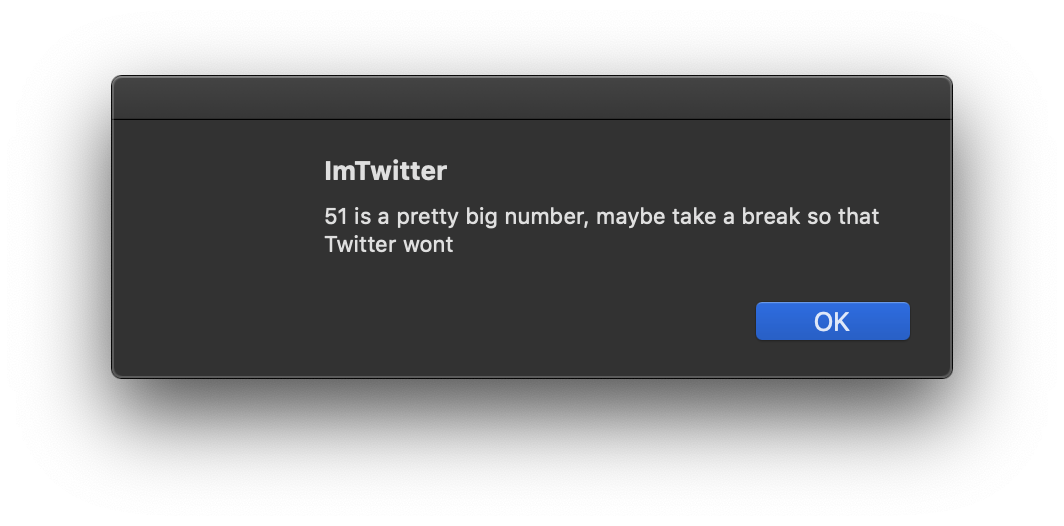 ImTwitter
51 is a pretty big number, maybe take a break so that
Twitter wont
OK